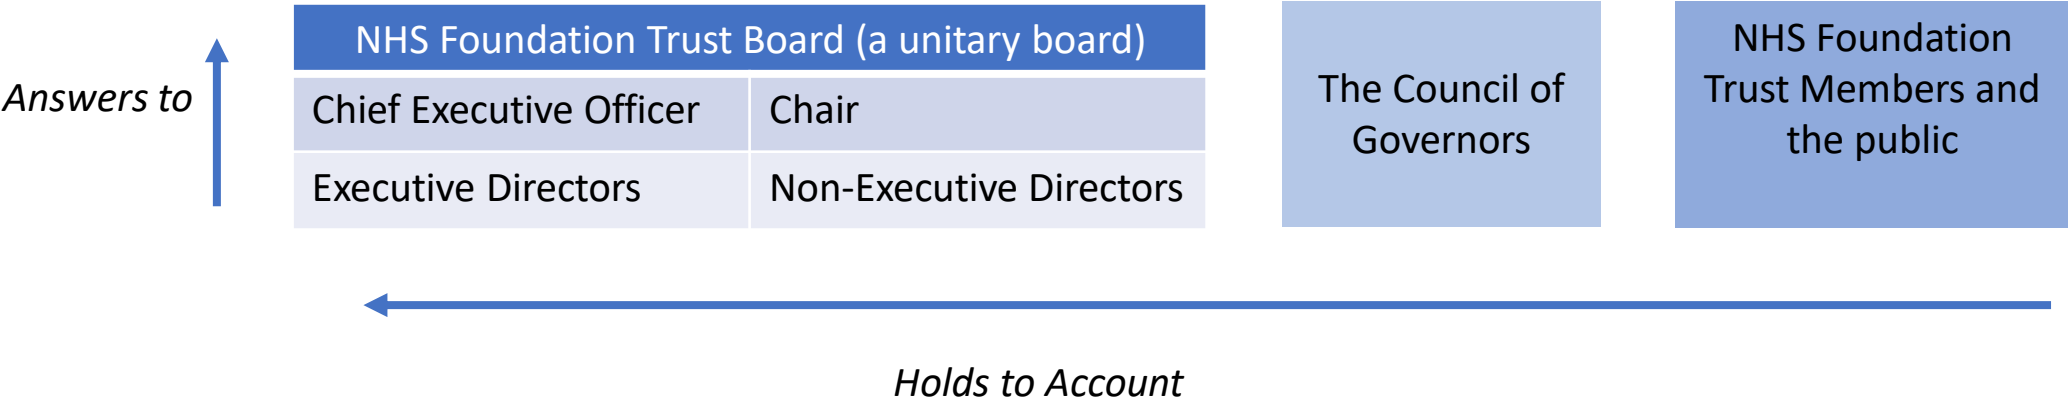 NHS Foundation Trust Board (a unitary board)
Answers to
Chief Executive Officer
Chair
Executive Directors
Non-Executive Directors
The Council of
Governors
NHS Foundation
Trust Members and
the public
Holds to Account